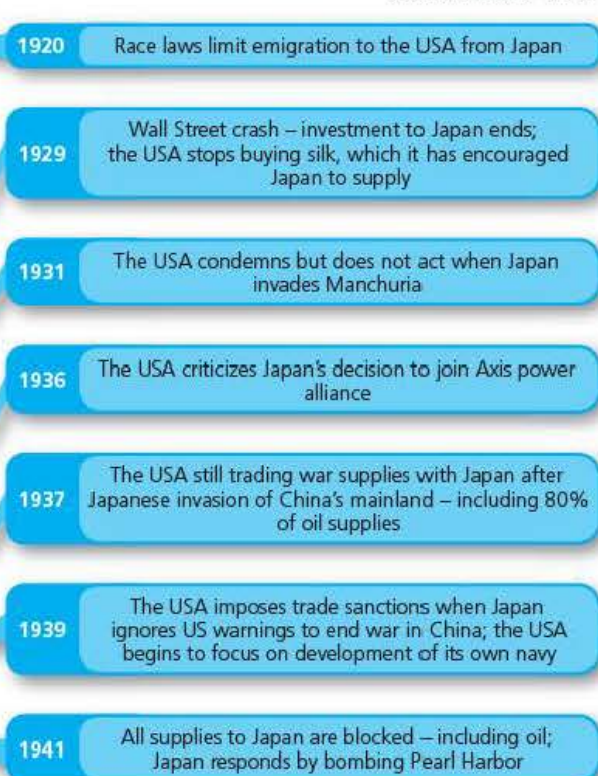 1920
Race laws limit emigration to the USA from Japan
1929
Wall Street crash – investment to Japan ends;
the USA stops buying silk, which it has encouraged
Japan to supply
1931
The USA condemns but does not act when Japan
invades Manchuria
1936
The USA criticizes Japan's decision to join Axis power
alliance
1937
The USA still trading war supplies with Japan after
Japanese invasion of China's mainland – including 80%
of oil supplies
1939
The USA imposes trade sanctions when Japan
ignores US warnings to end war in China; the USA
begins to focus on development of its own navy
1941
All supplies to Japan are blocked – including oil;
Japan responds by bombing Pearl Harbor